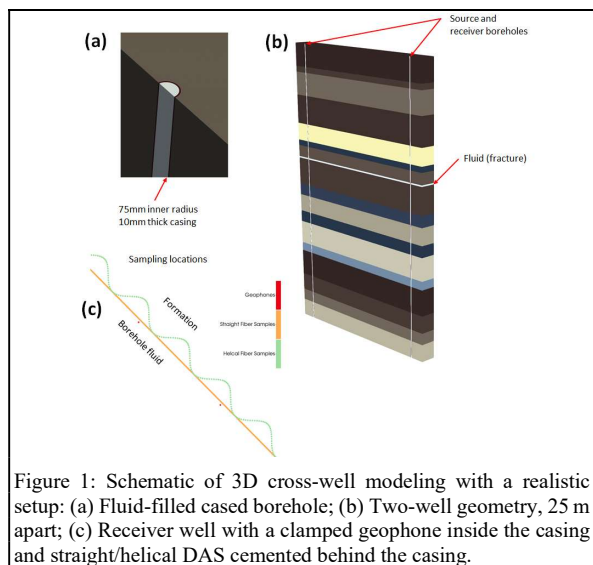 (a)
(b)
Source and
receiver boreholes
Fluid (fracture)
75mm inner radius
10mm thick casing
Sampling locations
(c)
Formation
Borehole fluid
Geophones
Straight Fiber Samples
Helical Fiber Samples
Figure 1: Schematic of 3D cross-well modeling with a realistic
setup: (a) Fluid-filled cased borehole; (b) Two-well geometry, 25 m
apart; (c) Receiver well with a clamped geophone inside the casing
and straight/helical DAS cemented behind the casing.